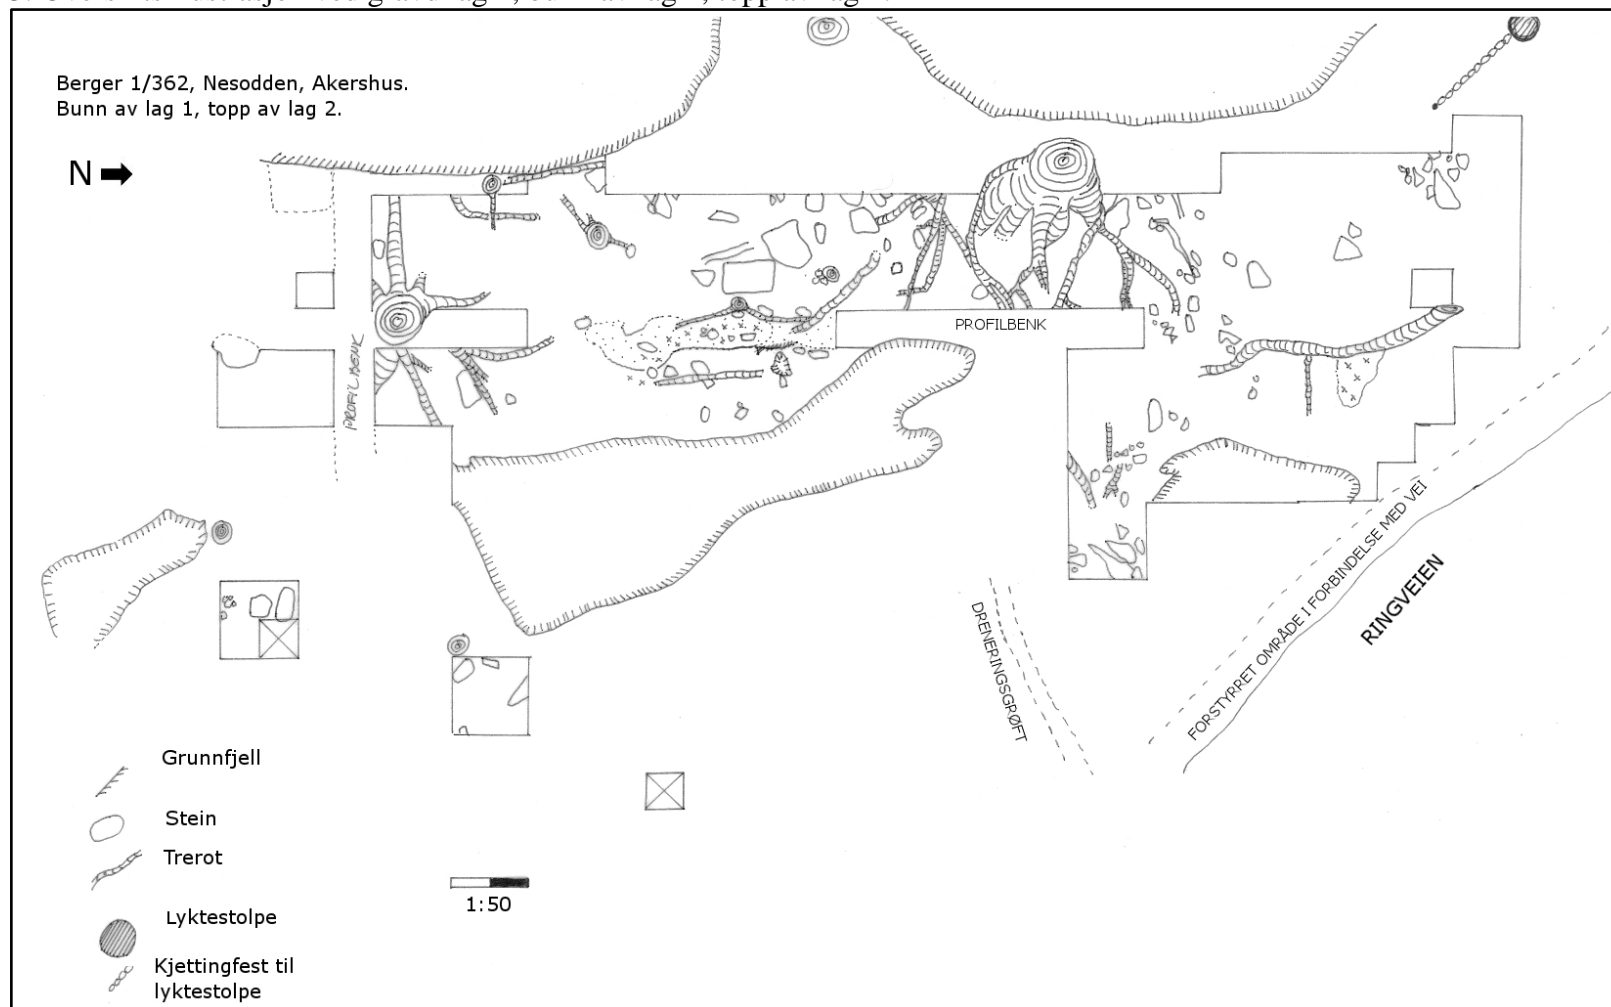 Berger 1/362, Nesodden, Akershus.
Bunn av lag 1, topp av lag 2.
N
PROFILBENK
PROFILBENK
DRENERINGSGRØFT
FORSTYRRET OMRÅDE I FORBINDELSE MED VEI
RINGVEIEN
Grunnfjell
Stein
Trerot
Lyktestolpe
Kjettingfest til
lyktestolpe
1:50